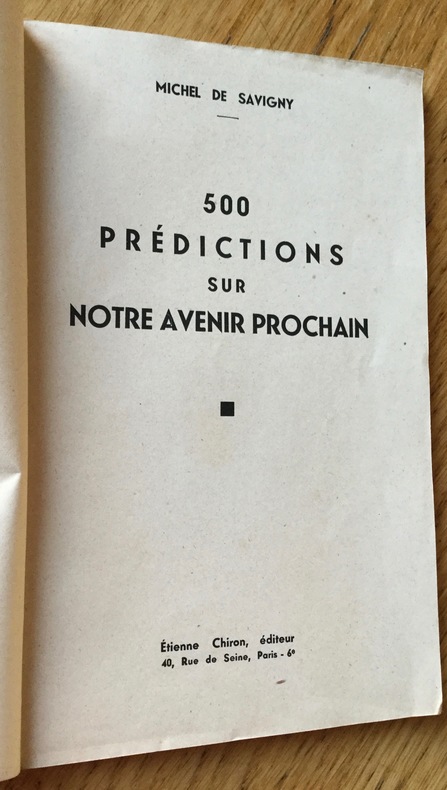 MICHEL DE SAVIGNY
500
PRÉDICTIONS
SUR
NOTRE AVENIR PROCHAIN
Étienne Chiron, éditeur
40, Rue de Seine, Paris - 6e